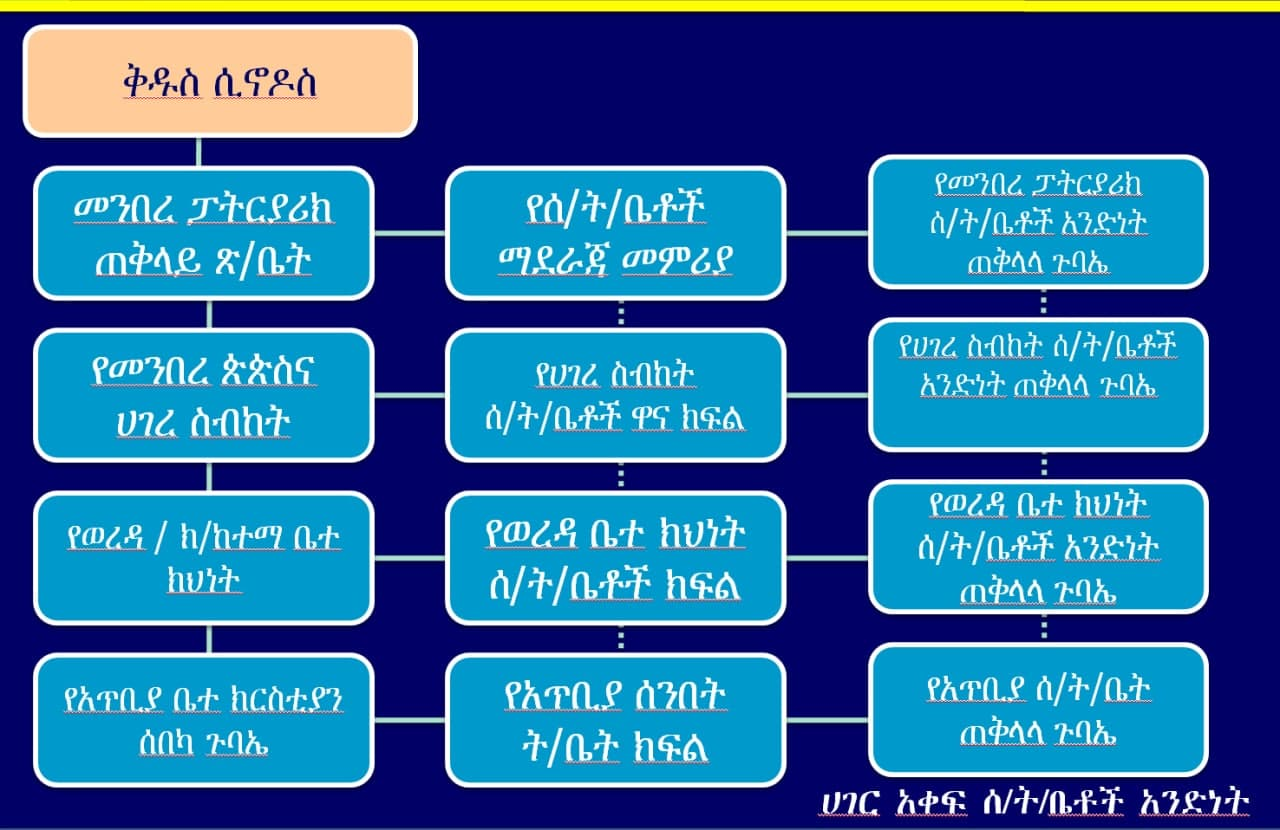 ቅዱስ ሲኖዶስ
መንበረ ፓትርያሪክ
ጠቅላይ ጽ/ቤት
የሰ/ት/ቤቶች
ማደራጃ መምሪያ
የመንበረ ፓትርያሪክ
ሰ/ት/ቤቶች አንድነት
ጠቅላላ ጉባኤ
የመንበረ ጵጵስና
ሀገረ ስብከት
የሀገረ ስብከት
ሰ/ት/ቤቶች ዋና ክፍል
የሀገረ ስብከት ሰ/ት/ቤቶች
አንድነት ጠቅላላ ጉባኤ
የወረዳ / ክ/ከተማ ቤተ
ክህነት
የወረዳ ቤተ ክህነት
ሰ/ት/ቤቶች ክፍል
የወረዳ ቤተ ክህነት
ሰ/ት/ቤቶች አንድነት
ጠቅላላ ጉባኤ
የአጥቢያ ቤተ ክርስቲያን
ሰበካ ጉባኤ
የአጥቢያ ሰንበት
ት/ቤት ክፍል
የአጥቢያ ሰ/ት/ቤት
ጠቅላላ ጉባኤ
ሀገር አቀፍ ሰ/ት/ቤቶች አንድነት